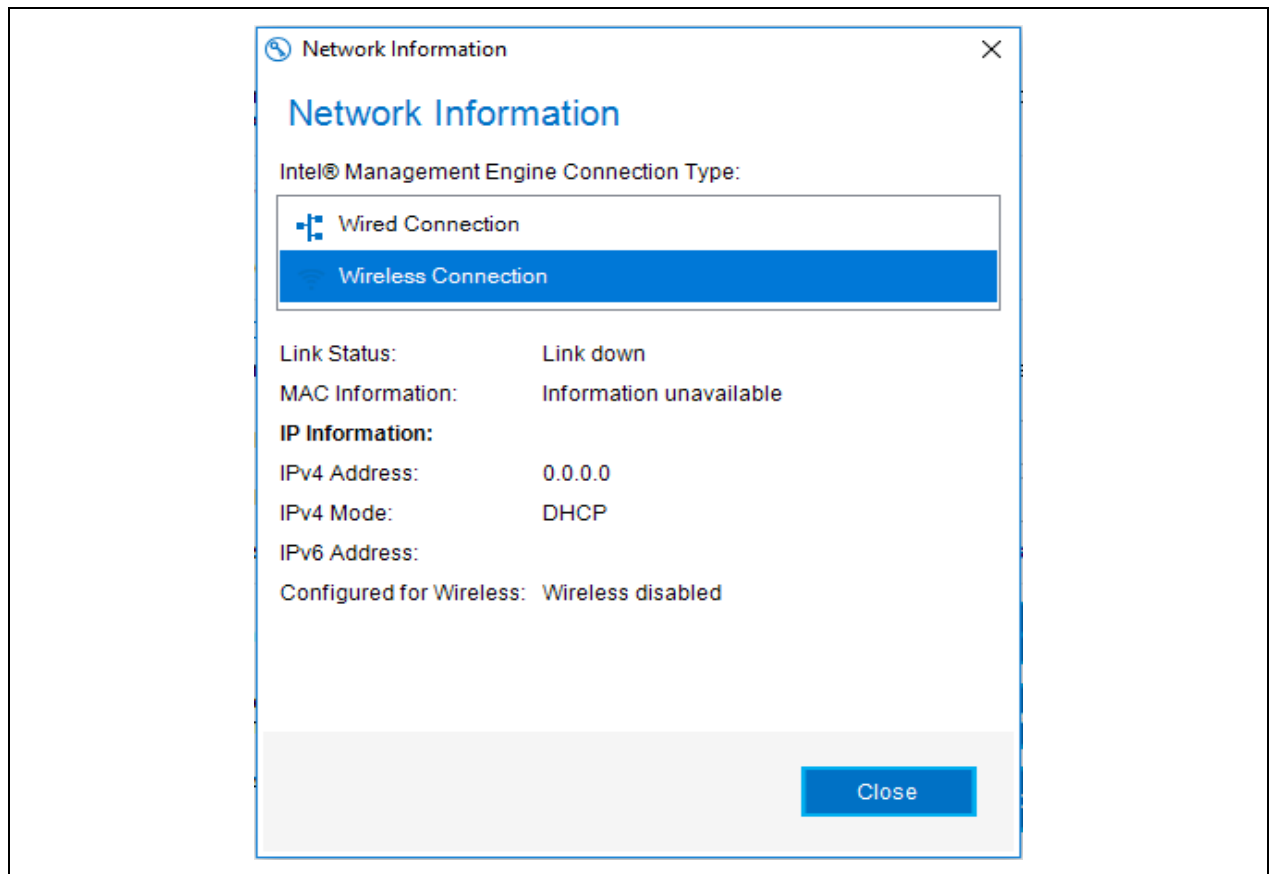 Network Information
Network Information
Intel® Management Engine Connection Type:
Wired Connection
Wireless Connection
Link Status: Link down
MAC Information: Information unavailable
IP Information:
IPv4 Address: 0.0.0.0
IPv4 Mode: DHCP
IPv6 Address:
Configured for Wireless: Wireless disabled
Close